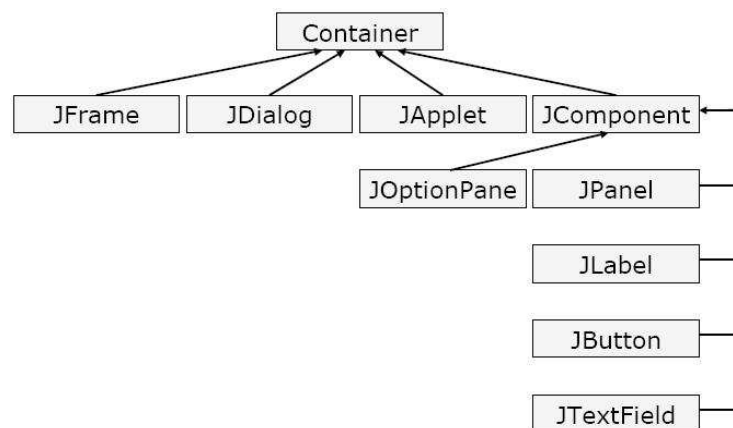 Container
JFrame
JDialog
JApplet
JComponent
JOptionPane
JPanel
JLabel
JButton
JTextField